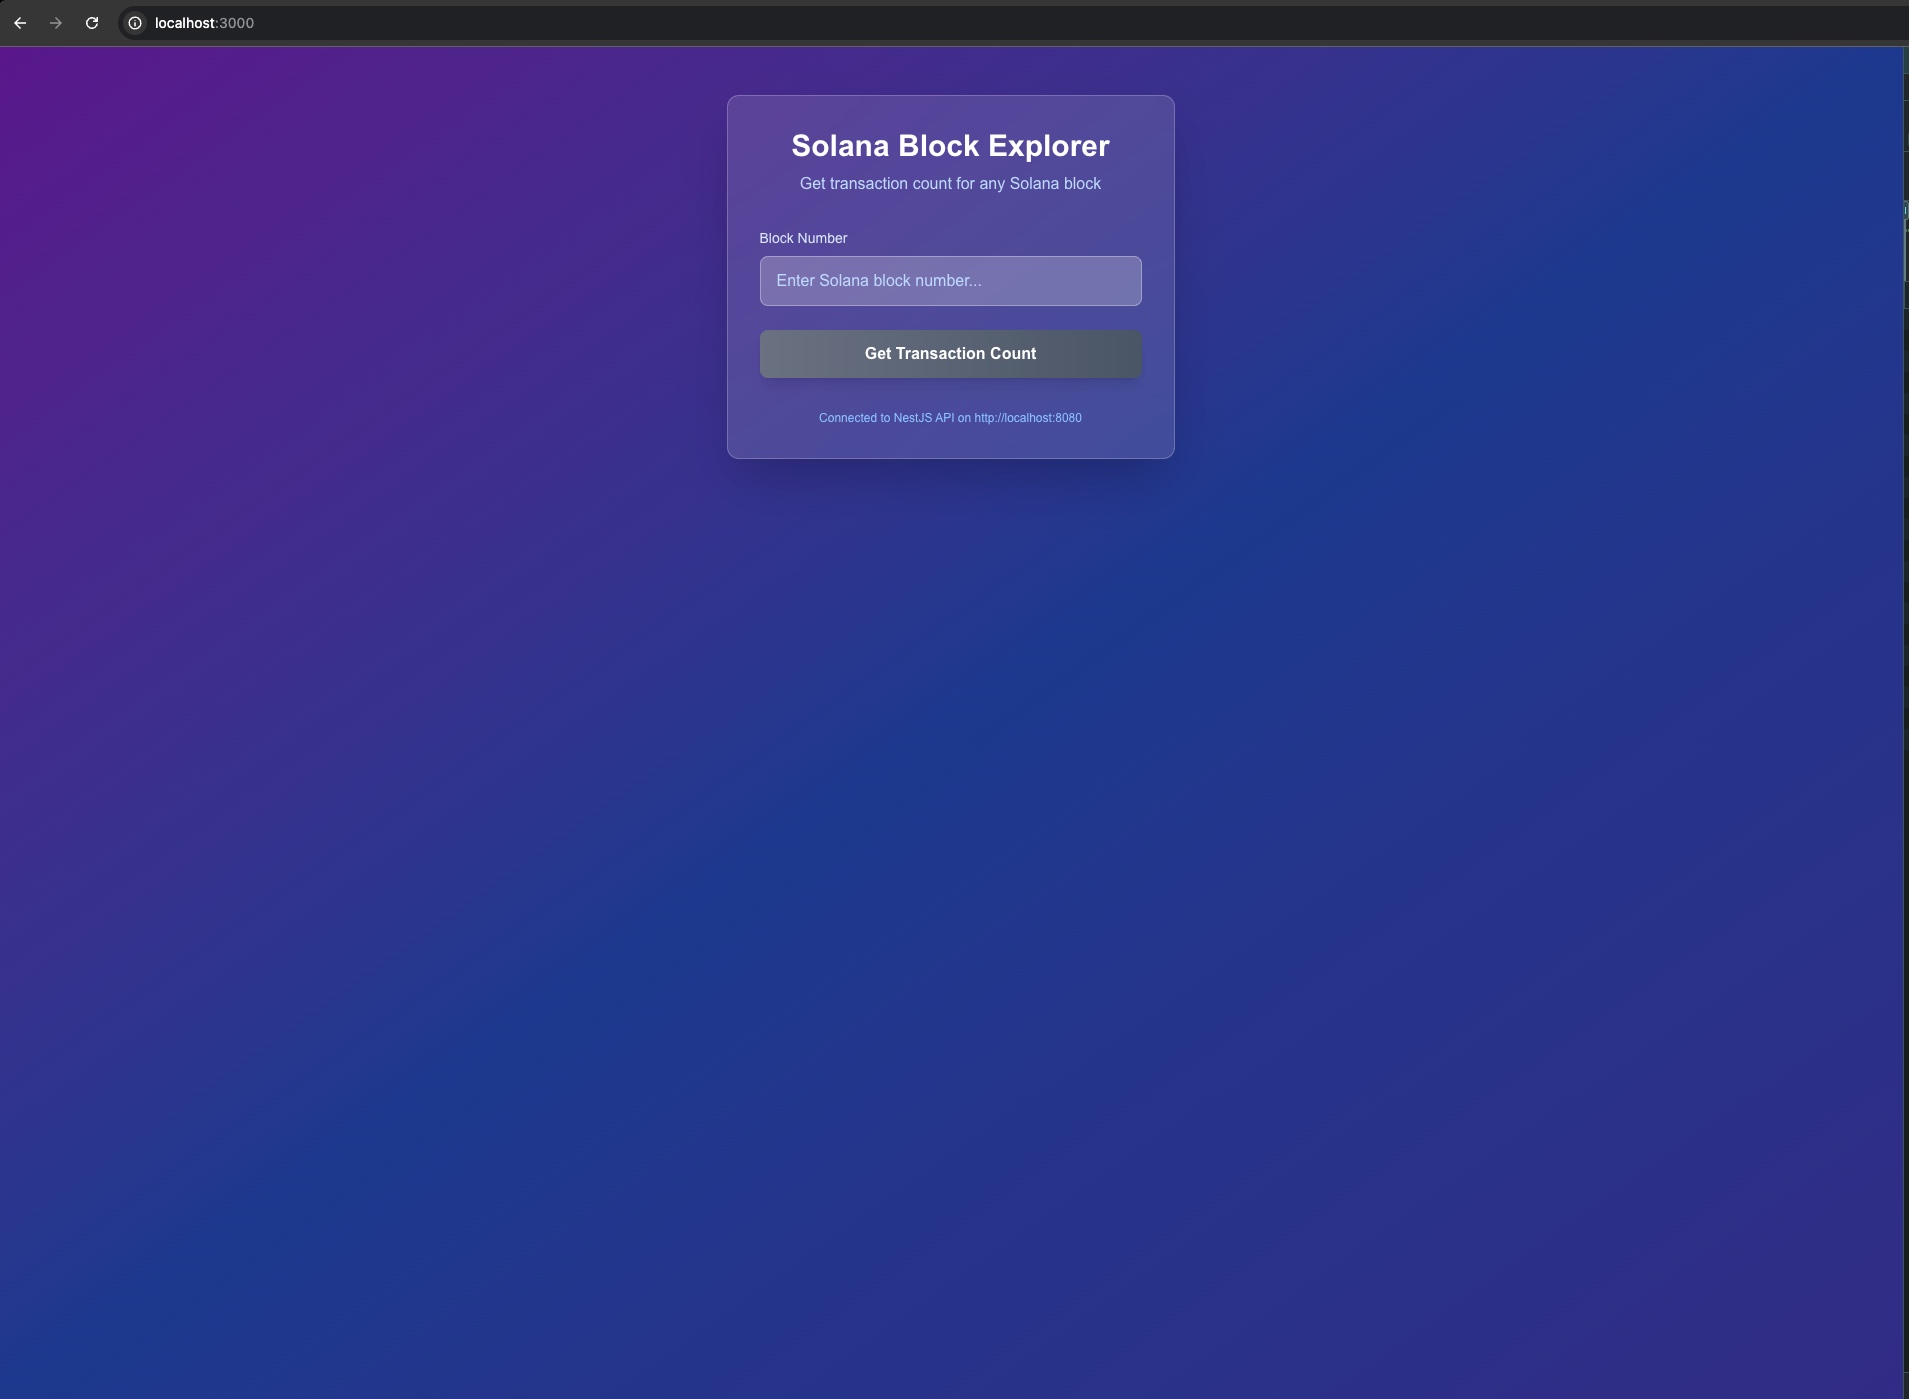 localhost:3000
Solana Block Explorer
Get transaction count for any Solana block
Block Number
Enter Solana block number...
Get Transaction Count
Connected to NestJS API on http://localhost:8080